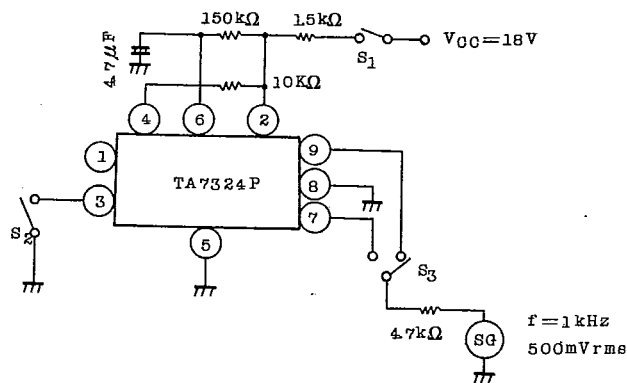 150kΩ
1.5kΩ
VCC=18V
S1
4.7μF
10KΩ
4
6
2
1
9
TA7324P
8
3
7
S2
5
S3
4.7kΩ
SG
f=1kHz
500mVrms